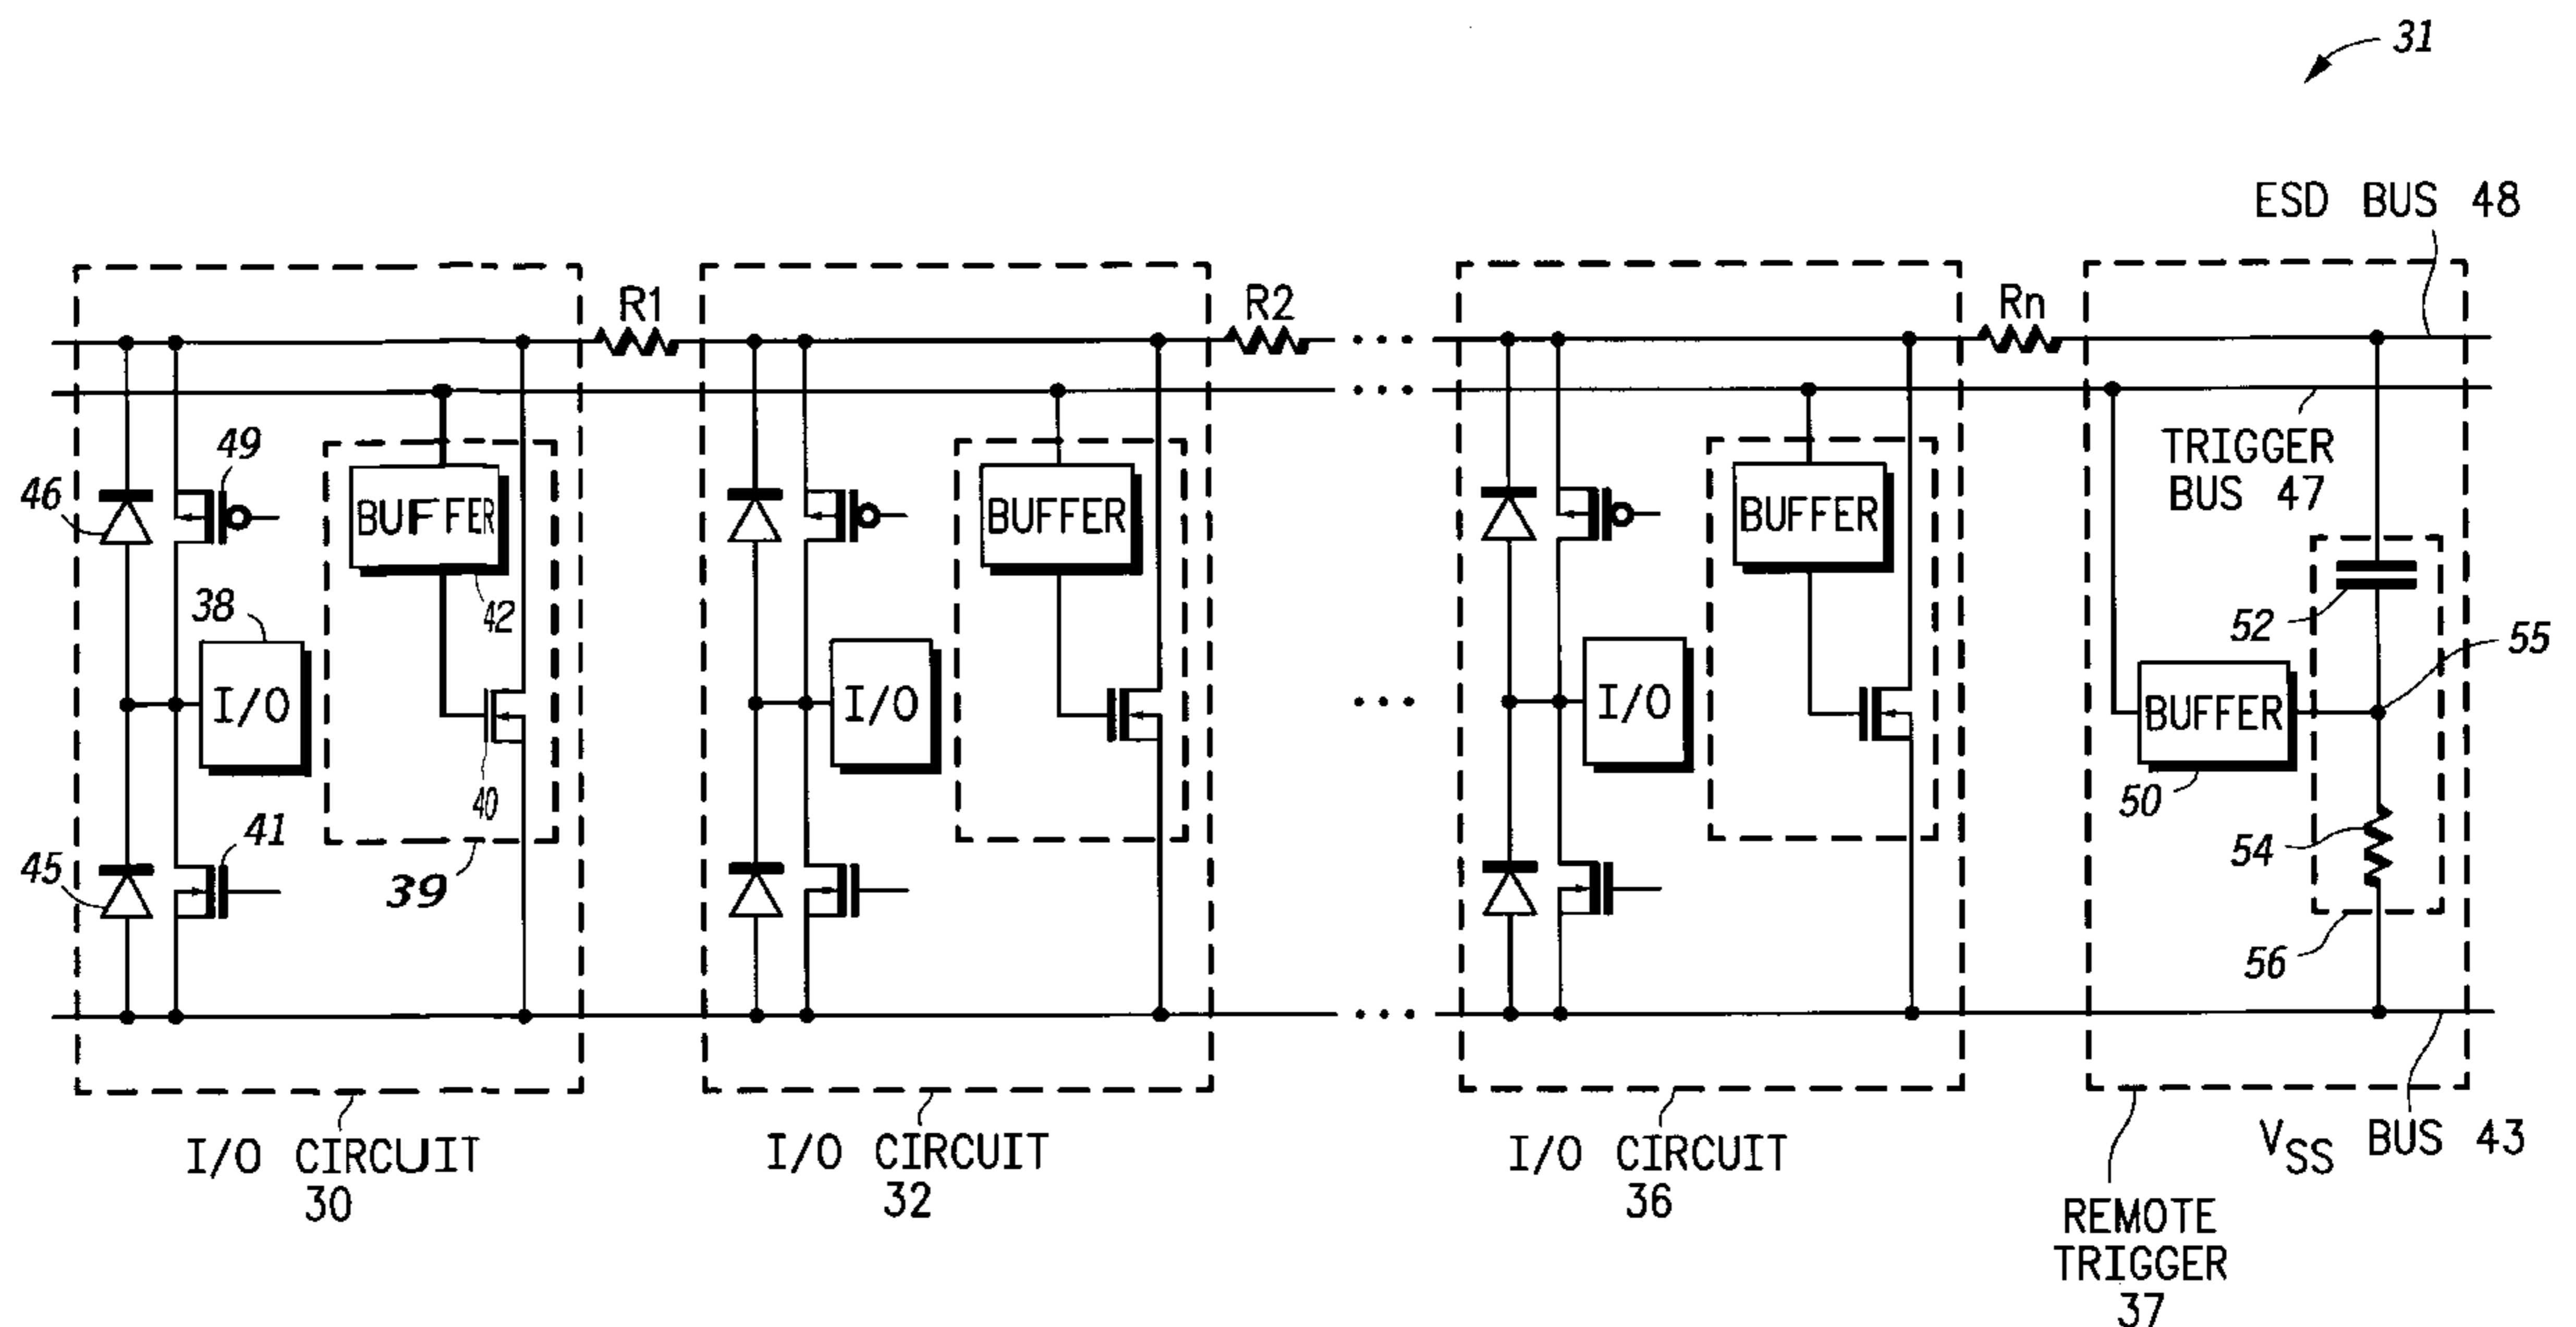 31
ESD BUS 48
R1
R2
Rn
TRIGGER
BUS 47
46
49
BUFFER
42
38
I/O
40
39
45
41
BUFFER
I/O
BUFFER
I/O
52
55
BUFFER
50
54
56
I/O CIRCUIT
30
I/O CIRCUIT
32
I/O CIRCUIT
36
VSS BUS 43
REMOTE
TRIGGER
37